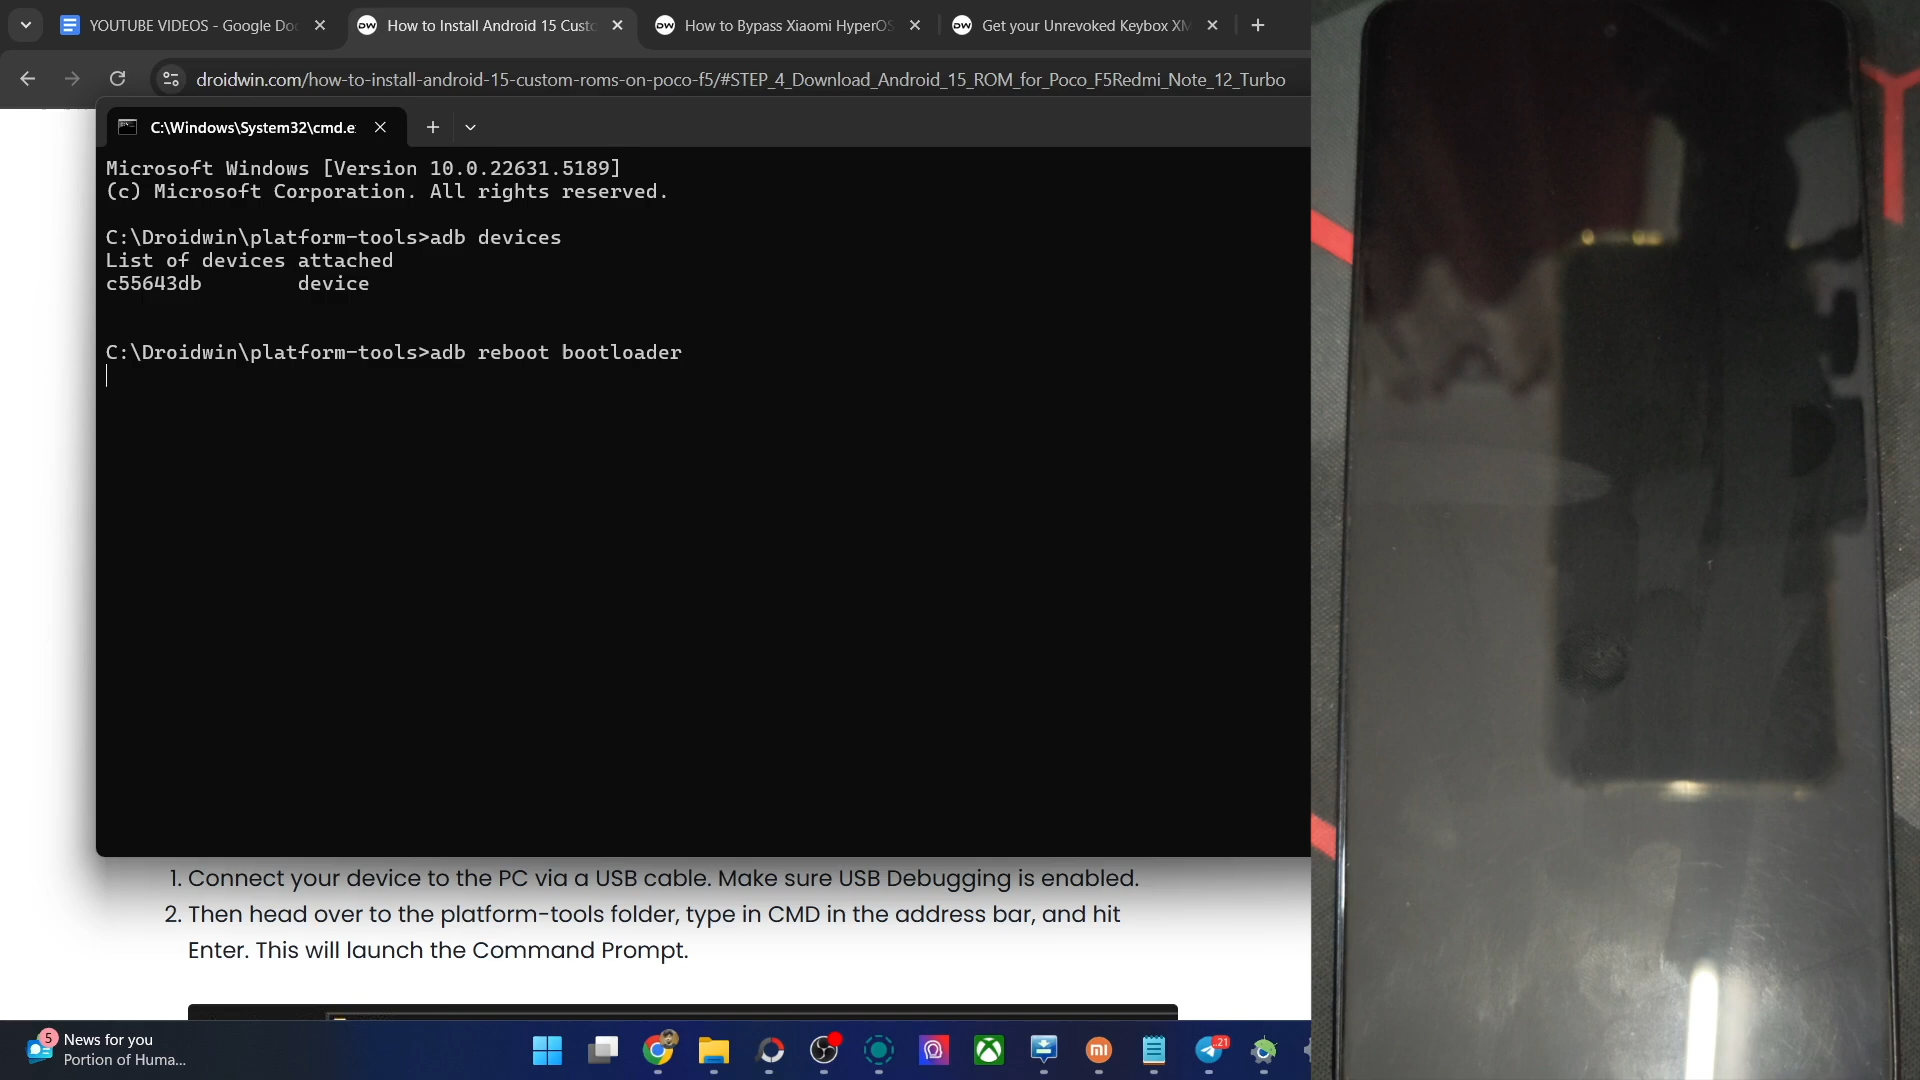 YOUTUBE VIDEOS - Google Do
How to Install Android 15 Custo
How to Bypass Xiaomi HyperOS
Get your Unrevoked Keybox XM
droidwin.com/how-to-install-android-15-custom-roms-on-poco-f5/#STEP_4_Download_Android_15_ROM_for_Poco_F5Redmi_Note_12_Turbo
C:\Windows\System32\cmd.e
Microsoft Windows [Version 10.0.22631.5189]
(c) Microsoft Corporation. All rights reserved.
C:\Droidwin\platform-tools>adb devices
List of devices attached
c55643db device
C:\Droidwin\platform-tools>adb reboot bootloader
1. Connect your device to the PC via a USB cable. Make sure USB Debugging is enabled.
2. Then head over to the platform-tools folder, type in CMD in the address bar, and hit
Enter. This will launch the Command Prompt.
5
News for you
Portion of Huma...
mi
21